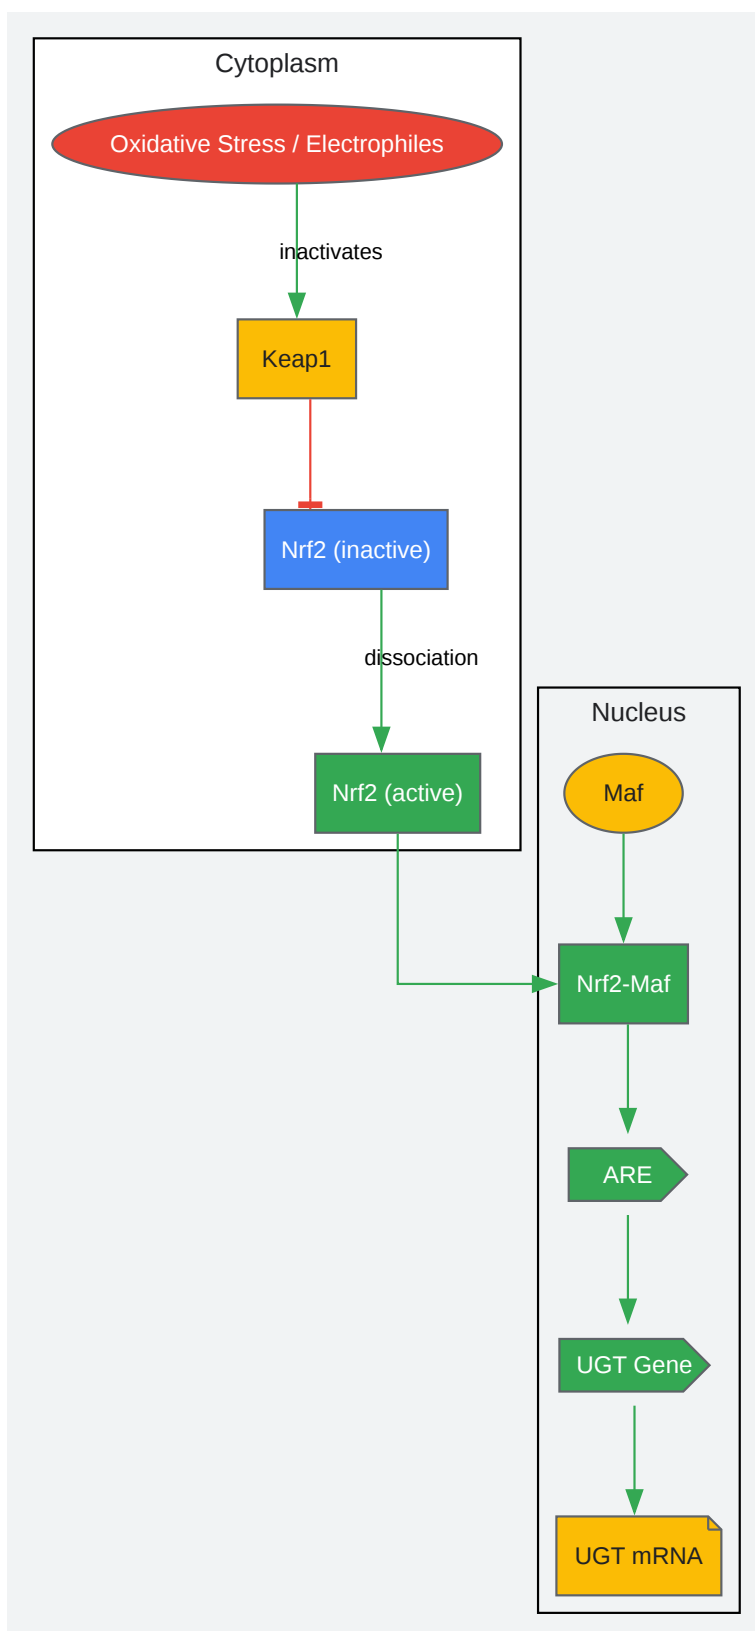 Cytoplasm
Oxidative Stress / Electrophiles
inactivates
Keap1
Nrf2 (inactive)
dissociation
Nrf2 (active)
Nucleus
Maf
Nrf2-Maf
ARE
UGT Gene
UGT mRNA